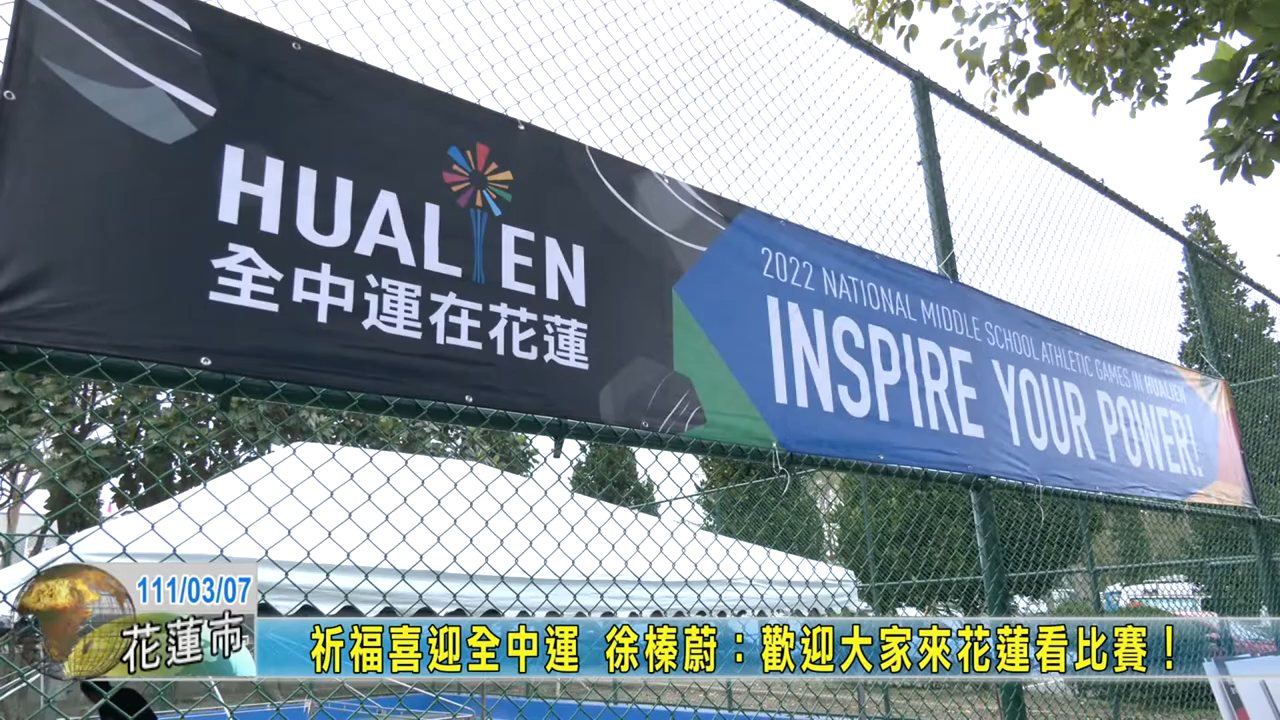 HUALIEN
全中運在花蓮
2022 NATIONAL MIDDLE SCHOOL ATHLETIC GAMES IN HUALIEN
INSPIRE YOUR POWER!
111/03/07
花蓮市
祈福喜迎全中運 徐榛蔚：歡迎大家來花蓮看比賽！